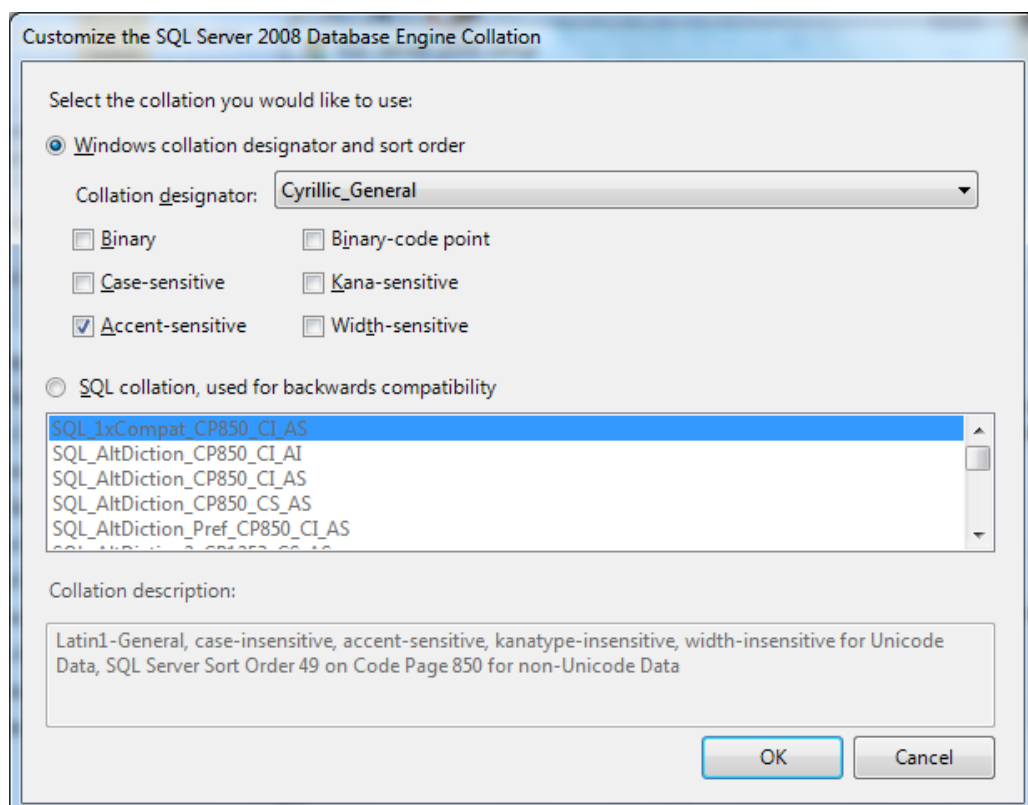 Customize the SQL Server 2008 Database Engine Collation
Select the collation you would like to use:
Windows collation designator and sort order
Collation designator: Cyrillic_General
Binary Binary-code point
Case-sensitive Kana-sensitive
Accent-sensitive Width-sensitive
SQL collation, used for backwards compatibility
SQL_1xCompat_CP850_CI_AS
SQL_AltDiction_CP850_CI_AI
SQL_AltDiction_CP850_CI_AS
SQL_AltDiction_CP850_CS_AS
SQL_AltDiction_Pref_CP850_CI_AS
Collation description:
Latin1-General, case-insensitive, accent-sensitive, kanatype-insensitive, width-insensitive for Unicode
Data, SQL Server Sort Order 49 on Code Page 850 for non-Unicode Data
OK Cancel